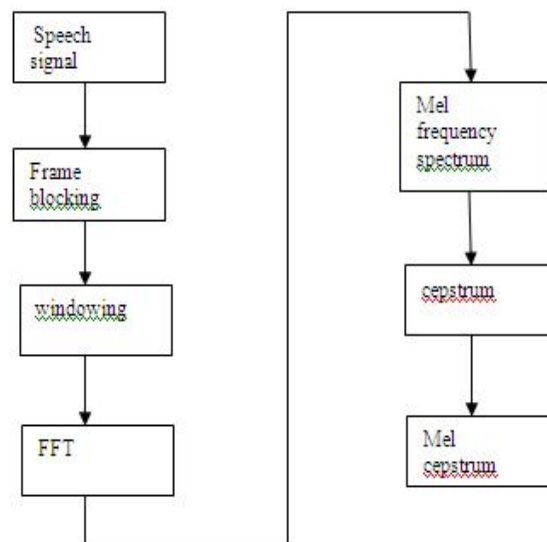 Speech
signal
Frame
blocking
windowing
FFT
Mel
frequency
spectrum
cepstrum
Mel
cepstrum